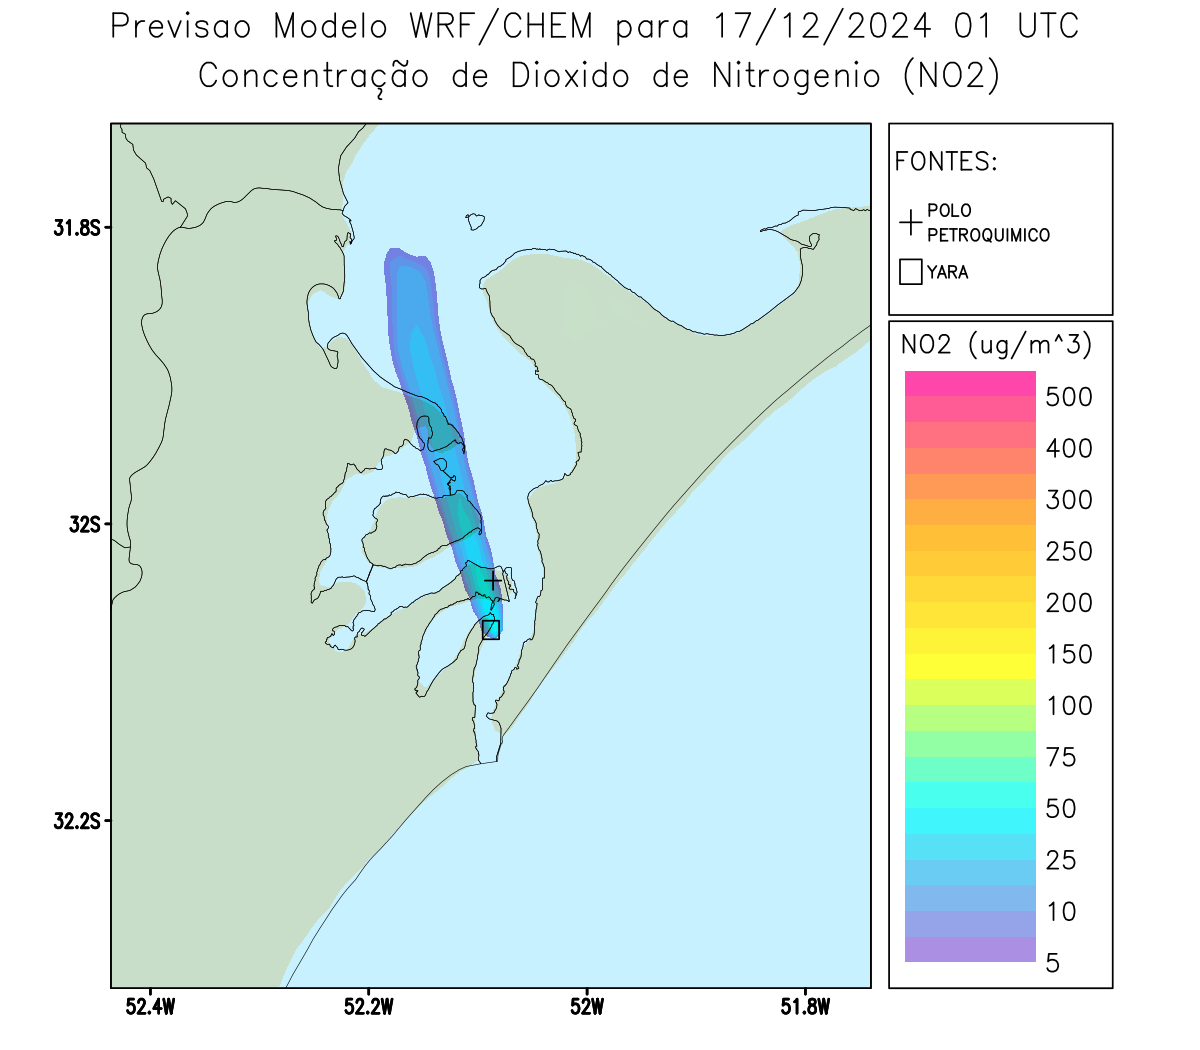 Previsao Modelo WRF/CHEM para 17/12/2024 01 UTC
Concentração de Dioxido de Nitrogenio (NO2)
FONTES:
POLO
PETROQUIMICO
YARA
31.8S
32S
32.2S
52.4W
52.2W
52W
51.8W
NO2 (ug/m^3)
500
400
300
250
200
150
100
75
50
25
10
5